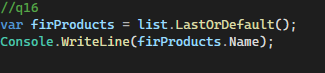 //q16
var firProducts = list.LastOrDefault();
Console.WriteLine(firProducts.Name);